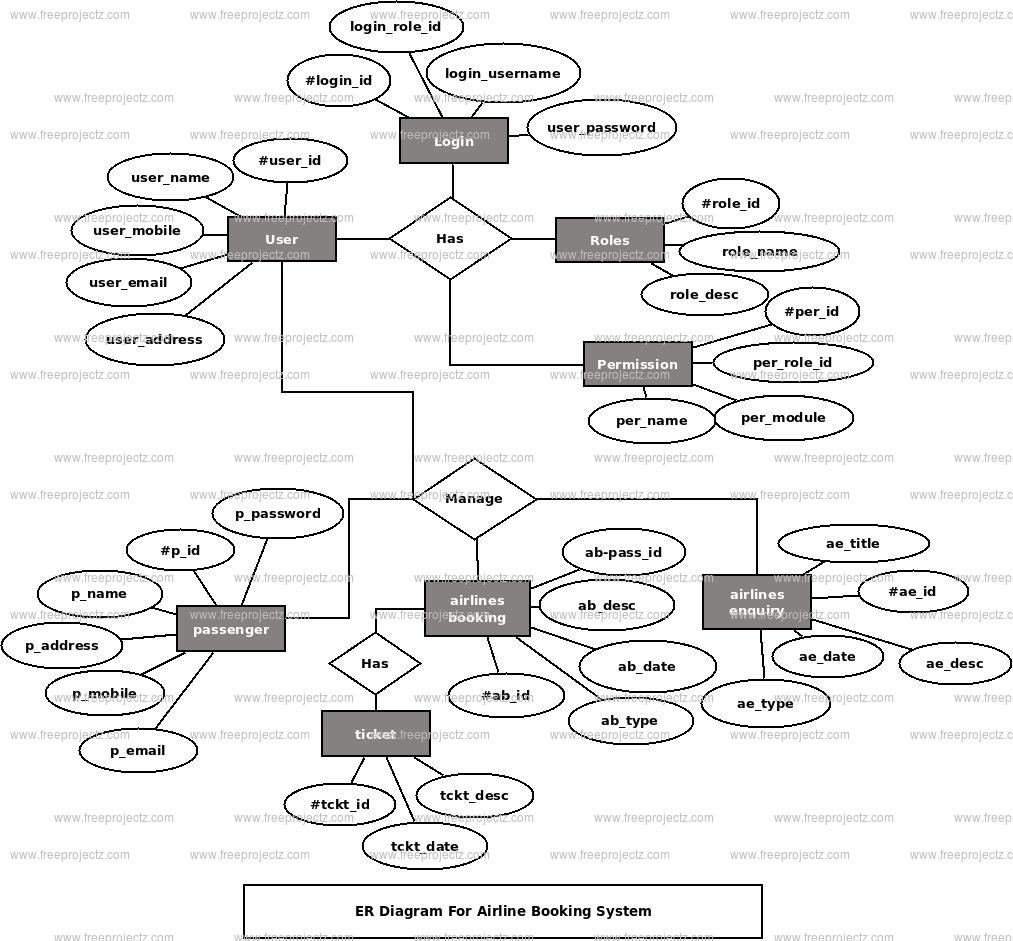 www.freeprojectz.com
login_role_id
#login_id
login_username
user_password
Login
#user_id
user_name
user_mobile
user_email
user_address
User
Has
Roles
#role_id
role_name
role_desc
#per_id
per_role_id
Permission
per_name
per_module
Manage
p_password
#p_id
p_name
p_address
p_mobile
p_email
passenger
airlines
booking
ab-pass_id
ab_desc
ab_date
ab_type
#ab_id
airlines
enquiry
ae_title
#ae_id
ae_date
ae_desc
ae_type
Has
ticket
#tckt_id
tckt_desc
tckt_date
ER Diagram For Airline Booking System